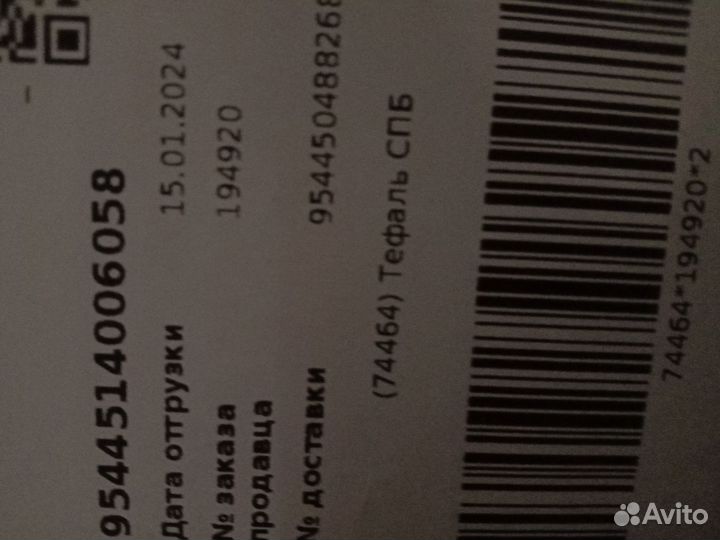 9544514006058
Дата отгрузки 15.01.2024
№ заказа 194920
продавца
№ доставки 95445048826
(74464) Тефаль СПБ
74464*194920*2
Avito